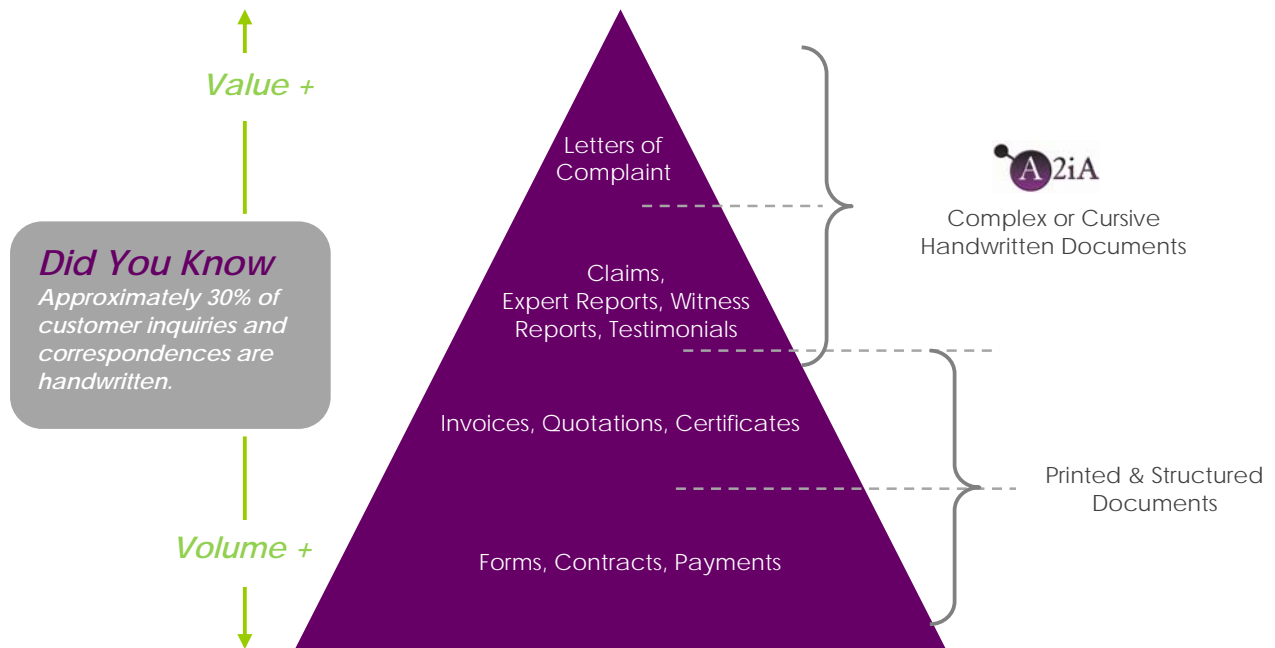 Value +
Letters of
Complaint
A2iA
Complex or Cursive
Handwritten Documents
Did You Know
Approximately 30% of
customer inquiries and
correspondences are
handwritten.
Claims,
Expert Reports, Witness
Reports, Testimonials
Invoices, Quotations, Certificates
Printed & Structured
Documents
Volume +
Forms, Contracts, Payments